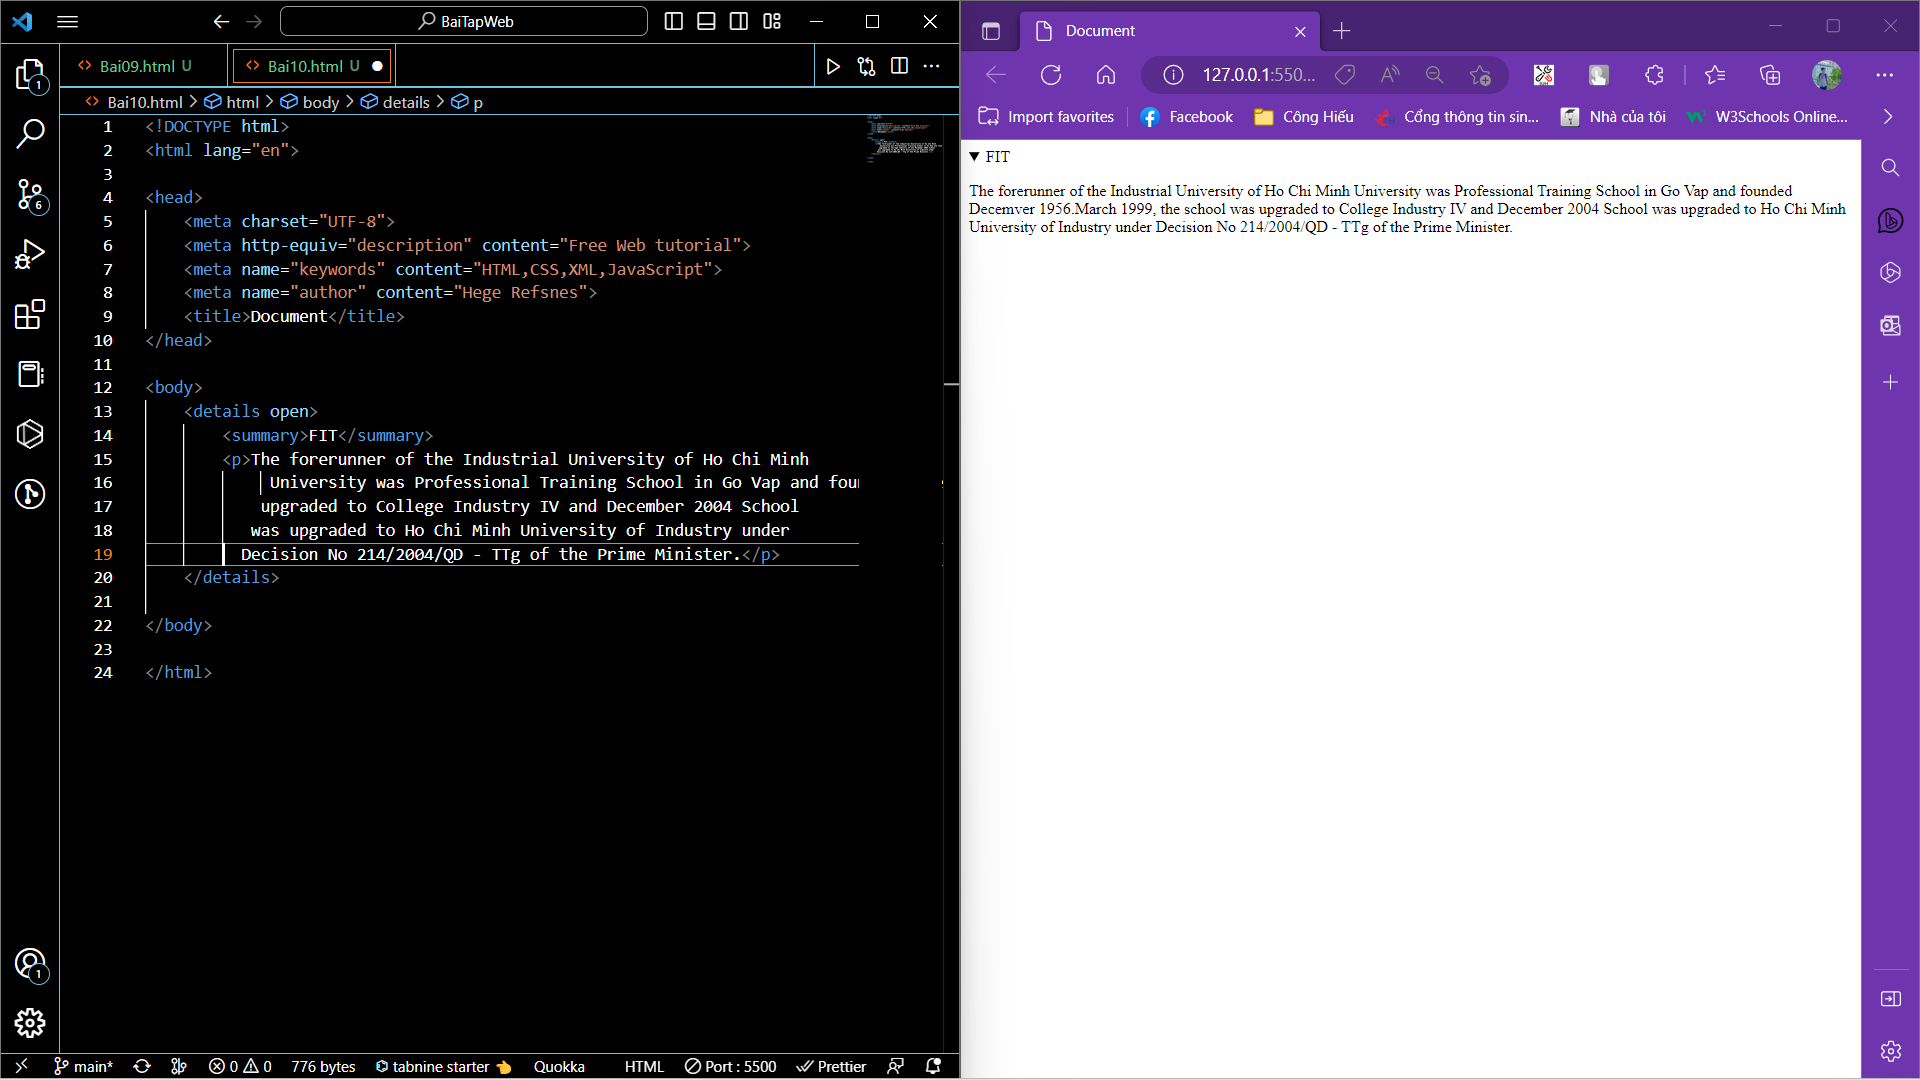 BaiTapWeb
Bai09.html U
Bai10.html U
Bai10.html > html > body > details > p
1 <!DOCTYPE html>
2 <html lang="en">
3
4 <head>
5 <meta charset="UTF-8">
6 <meta http-equiv="description" content="Free Web tutorial">
7 <meta name="keywords" content="HTML,CSS,XML,JavaScript">
8 <meta name="author" content="Hege Refsnes">
9 <title>Document</title>
10 </head>
11
12 <body>
13 <details open>
14 <summary>FIT</summary>
15 <p>The forerunner of the Industrial University of Ho Chi Minh
16 University was Professional Training School in Go Vap and four
17 upgraded to College Industry IV and December 2004 School
18 was upgraded to Ho Chi Minh University of Industry under
19 Decision No 214/2004/QD - TTg of the Prime Minister.</p>
20 </details>
21
22 </body>
23
24 </html>
1
6
1
main*
0 0
776 bytes
tabnine starter
Quokka
HTML
Port : 5500
Prettier
Document
127.0.0.1:550...
Import favorites
Facebook
Công Hiếu
Cổng thông tin sin...
Nhà của tôi
W3Schools Online...
▼ FIT
The forerunner of the Industrial University of Ho Chi Minh University was Professional Training School in Go Vap and founded
Decemver 1956.March 1999, the school was upgraded to College Industry IV and December 2004 School was upgraded to Ho Chi Minh
University of Industry under Decision No 214/2004/QD - TTg of the Prime Minister.